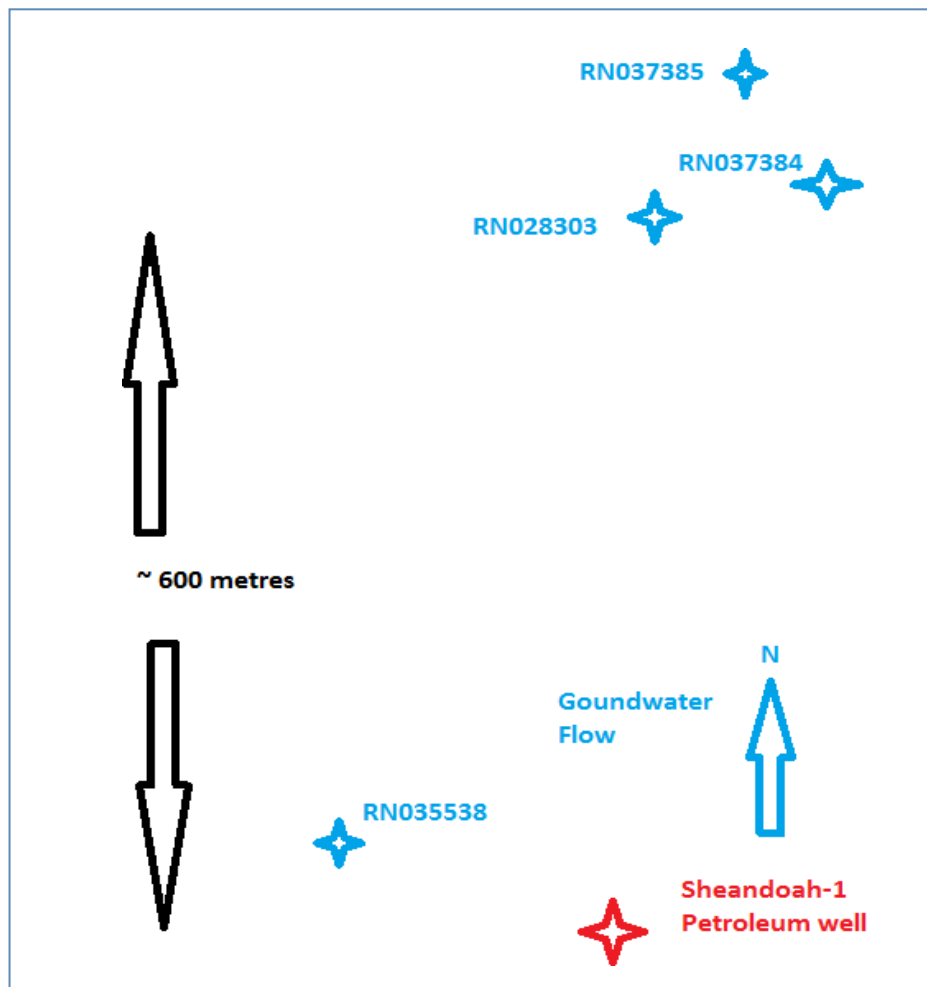 RN037385
RN037384
RN028303
~ 600 metres
N
Goundwater
Flow
RN035538
Sheandoah-1
Petroleum well